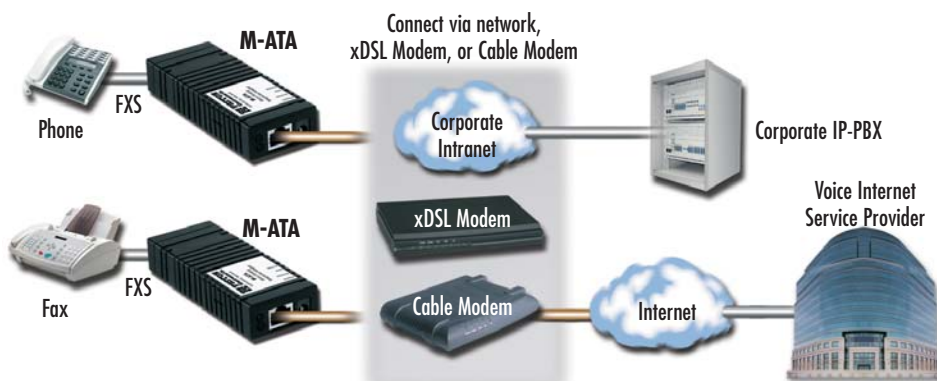 Connect via network,
xDSL Modem, or Cable Modem
M-ATA
FXS
Phone
Corporate
Intranet
Corporate IP-PBX
xDSL Modem
Voice Internet
Service Provider
M-ATA
FXS
Fax
Cable Modem
Internet